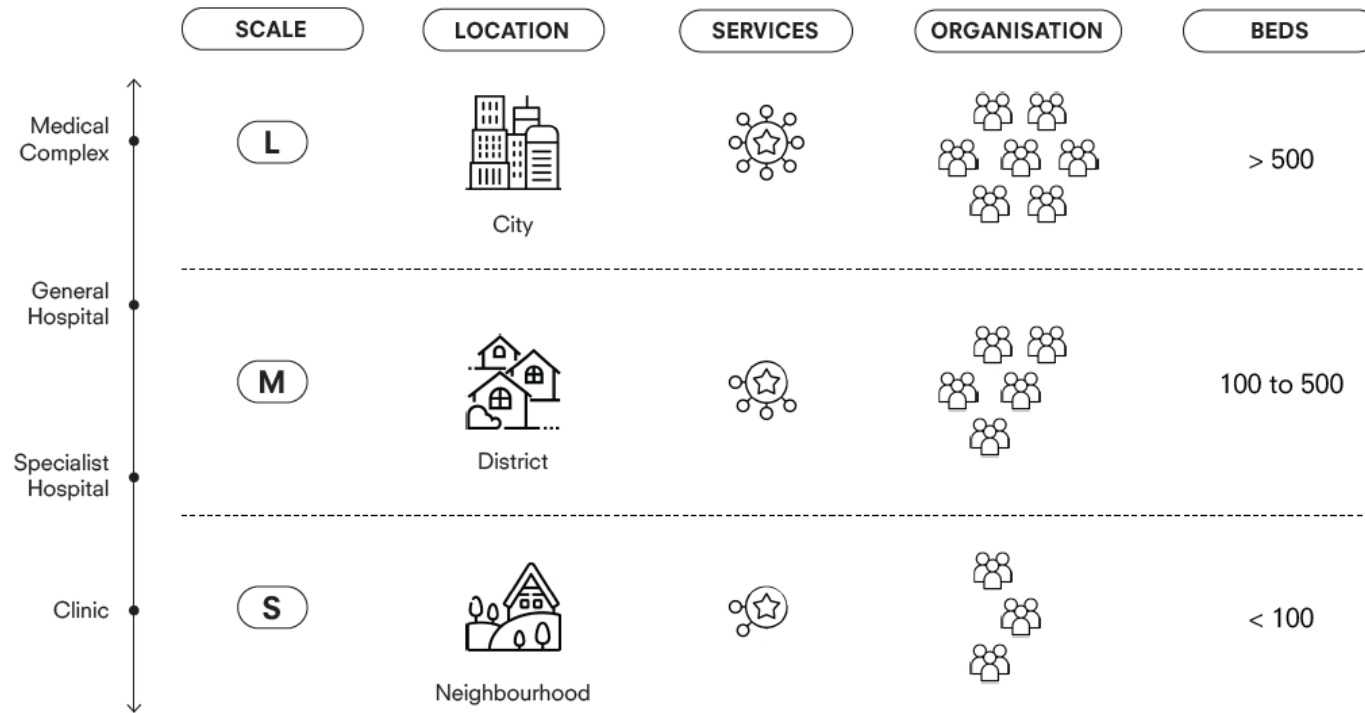 SCALE LOCATION SERVICES ORGANISATION BEDS
Medical
Complex
L
> 500
City
General
Hospital
M
100 to 500
District
Specialist
Hospital
Clinic
S
< 100
Neighbourhood